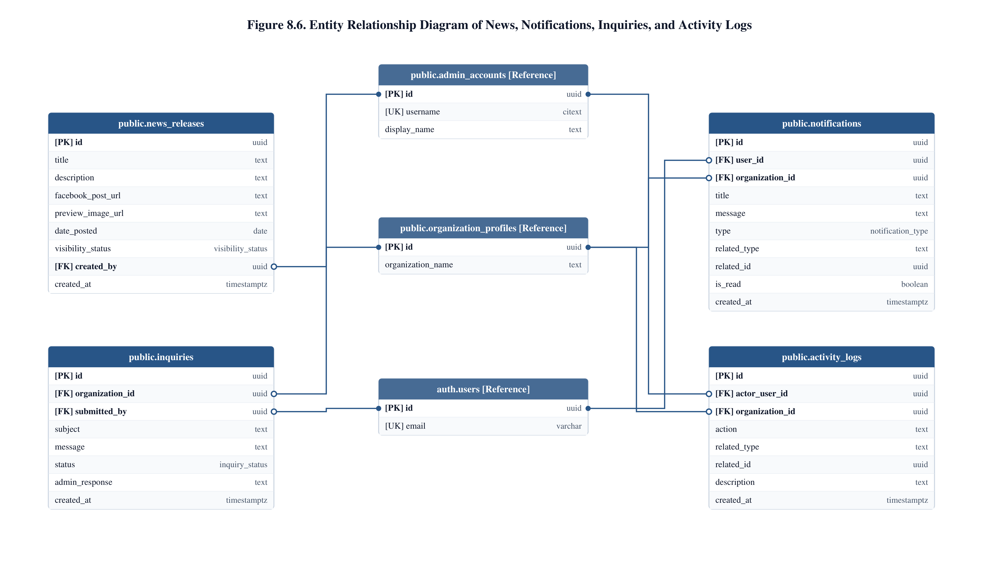 Figure 8.6. Entity Relationship Diagram of News, Notifications, Inquiries, and Activity Logs
public.admin_accounts [Reference]
[PK] id uuid
[UK] username citext
display_name text
public.news_releases
[PK] id uuid
title text
description text
facebook_post_url text
preview_image_url text
date_posted date
visibility_status visibility_status
[FK] created_by uuid
created_at timestamptz
public.organization_profiles [Reference]
[PK] id uuid
organization_name text
public.notifications
[PK] id uuid
[FK] user_id uuid
[FK] organization_id uuid
title text
message text
type notification_type
related_type text
related_id uuid
is_read boolean
created_at timestamptz
public.inquiries
[PK] id uuid
[FK] organization_id uuid
[FK] submitted_by uuid
subject text
message text
status inquiry_status
admin_response text
created_at timestamptz
auth.users [Reference]
[PK] id uuid
[UK] email varchar
public.activity_logs
[PK] id uuid
[FK] actor_user_id uuid
[FK] organization_id uuid
action text
related_type text
related_id uuid
description text
created_at timestamptz